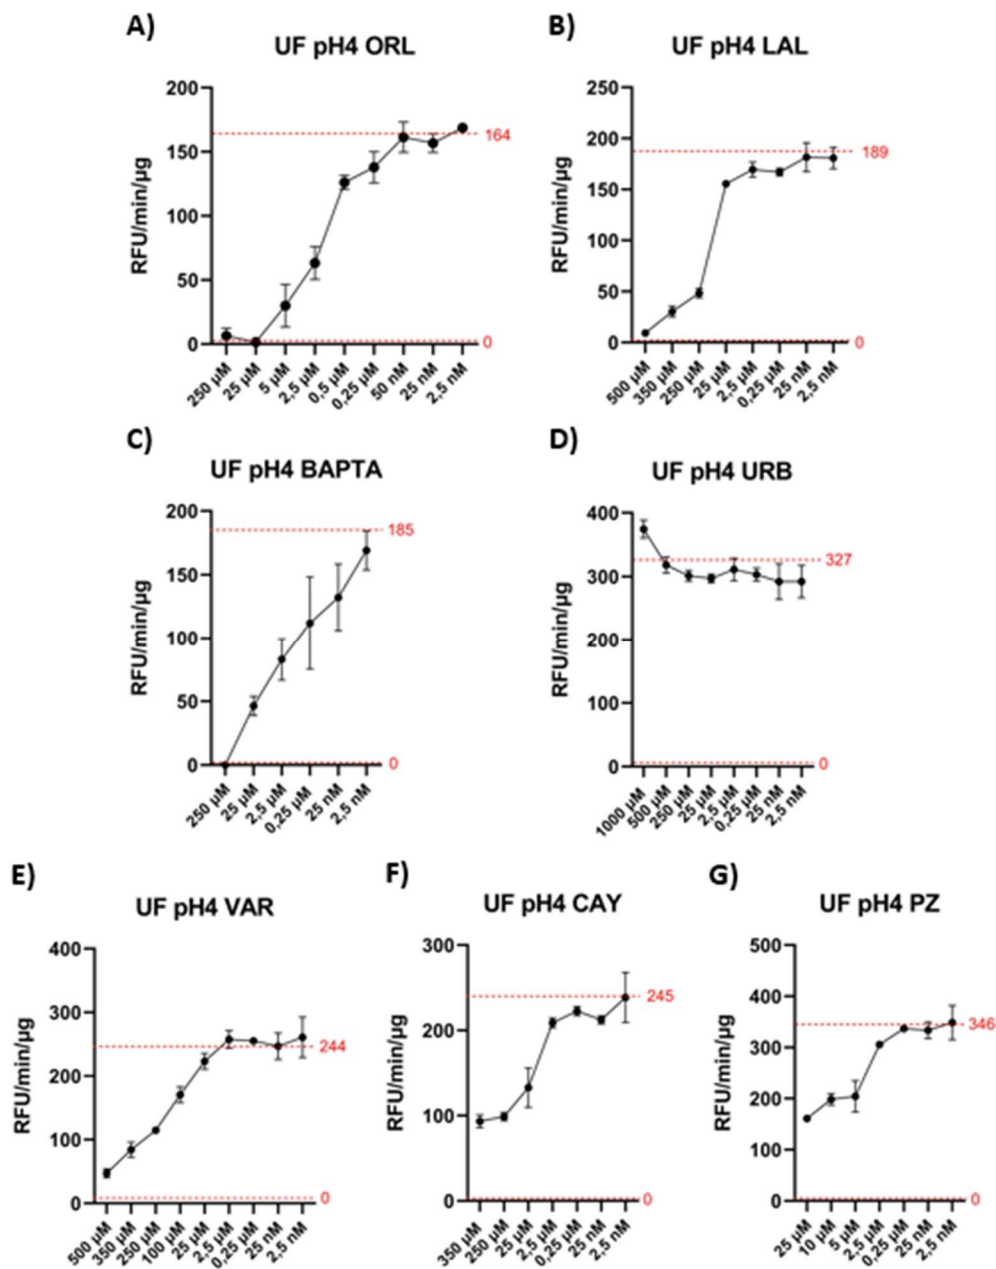 A)
UF pH4 ORL
200
150
100
50
0
RFU/min/µg
164
0
250 µM
25 µM
5 µM
2,5 µM
0,5 µM
0,25 µM
50 nM
25 nM
2,5 nM
B)
UF pH4 LAL
250
200
150
100
50
0
RFU/min/µg
189
0
500 µM
350 µM
250 µM
25 µM
2,5 µM
0,25 µM
25 nM
2,5 nM
C)
UF pH4 BAPTA
200
150
100
50
0
RFU/min/µg
185
0
250 µM
25 µM
2,5 µM
0,25 µM
25 nM
2,5 nM
D)
UF pH4 URB
400
300
200
100
0
RFU/min/µg
327
0
1000 µM
500 µM
250 µM
25 µM
2,5 µM
0,25 µM
25 nM
2,5 nM
E)
UF pH4 VAR
400
300
200
100
0
RFU/min/µg
244
0
500 µM
350 µM
250 µM
100 µM
25 µM
2,5 µM
0,25 µM
25 nM
2,5 nM
F)
UF pH4 CAY
300
200
100
0
RFU/min/µg
245
0
350 µM
250 µM
25 µM
2,5 µM
0,25 µM
25 nM
2,5 nM
G)
UF pH4 PZ
500
400
300
200
100
0
RFU/min/µg
346
0
25 µM
10 µM
5 µM
2,5 µM
0,25 µM
25 nM
2,5 nM